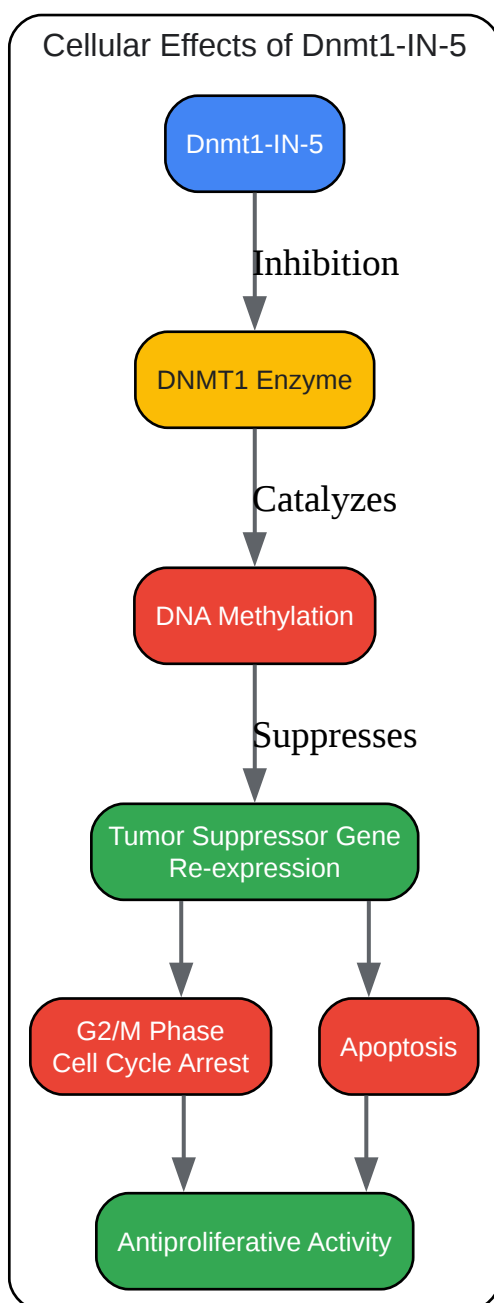 Cellular Effects of Dnmt1-IN-5
Dnmt1-IN-5
Inhibition
DNMT1 Enzyme
Catalyzes
DNA Methylation
Suppresses
Tumor Suppressor Gene
Re-expression
G2/M Phase
Cell Cycle Arrest
Apoptosis
Antiproliferative Activity